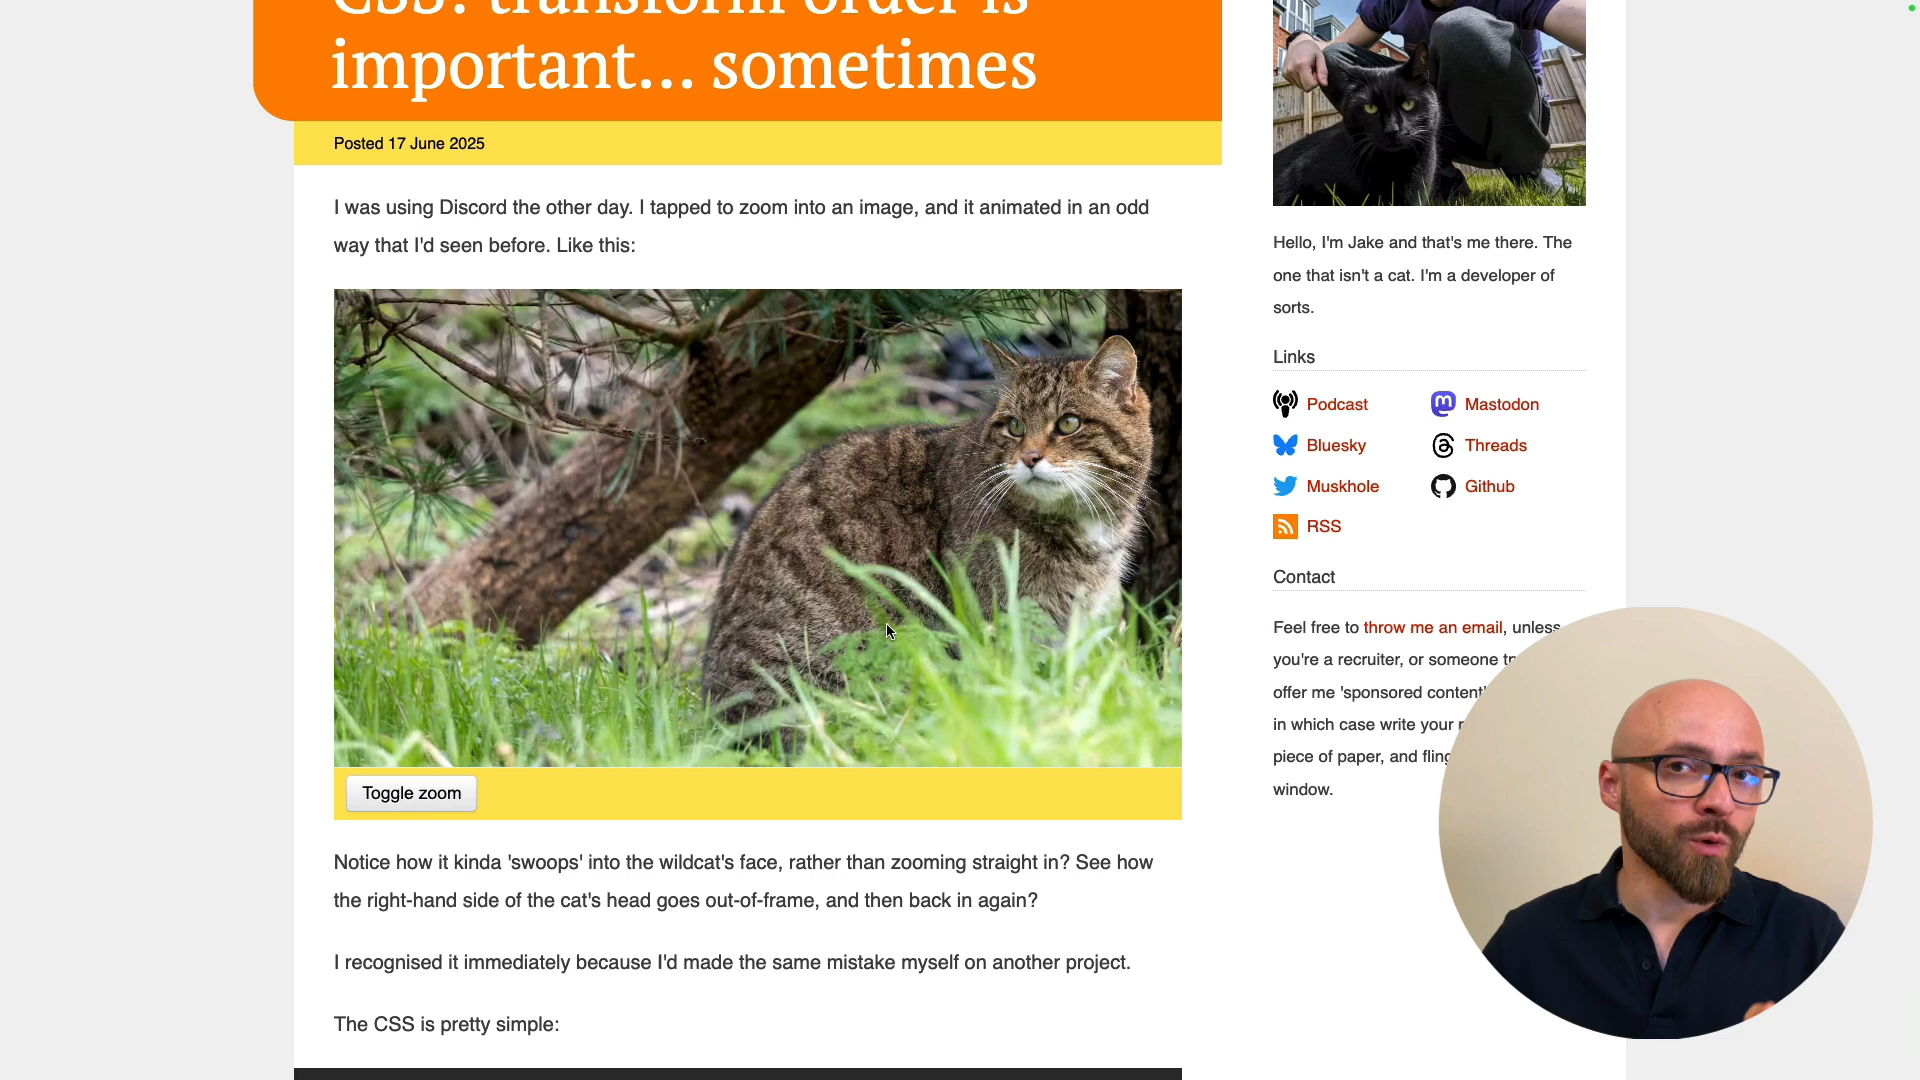 CSS: transform order is
important… sometimes
Posted 17 June 2025
I was using Discord the other day. I tapped to zoom into an image, and it animated in an odd
way that I'd seen before. Like this:
Toggle zoom
Notice how it kinda 'swoops' into the wildcat's face, rather than zooming straight in? See how
the right-hand side of the cat's head goes out-of-frame, and then back in again?
I recognised it immediately because I'd made the same mistake myself on another project.
The CSS is pretty simple:
Hello, I'm Jake and that's me there. The
one that isn't a cat. I'm a developer of
sorts.
Links
Podcast
Mastodon
Bluesky
Threads
Muskhole
Github
RSS
Contact
Feel free to throw me an email, unless
you're a recruiter, or someone
offer me 'sponsored content'
in which case write your
piece of paper, and fling
window.